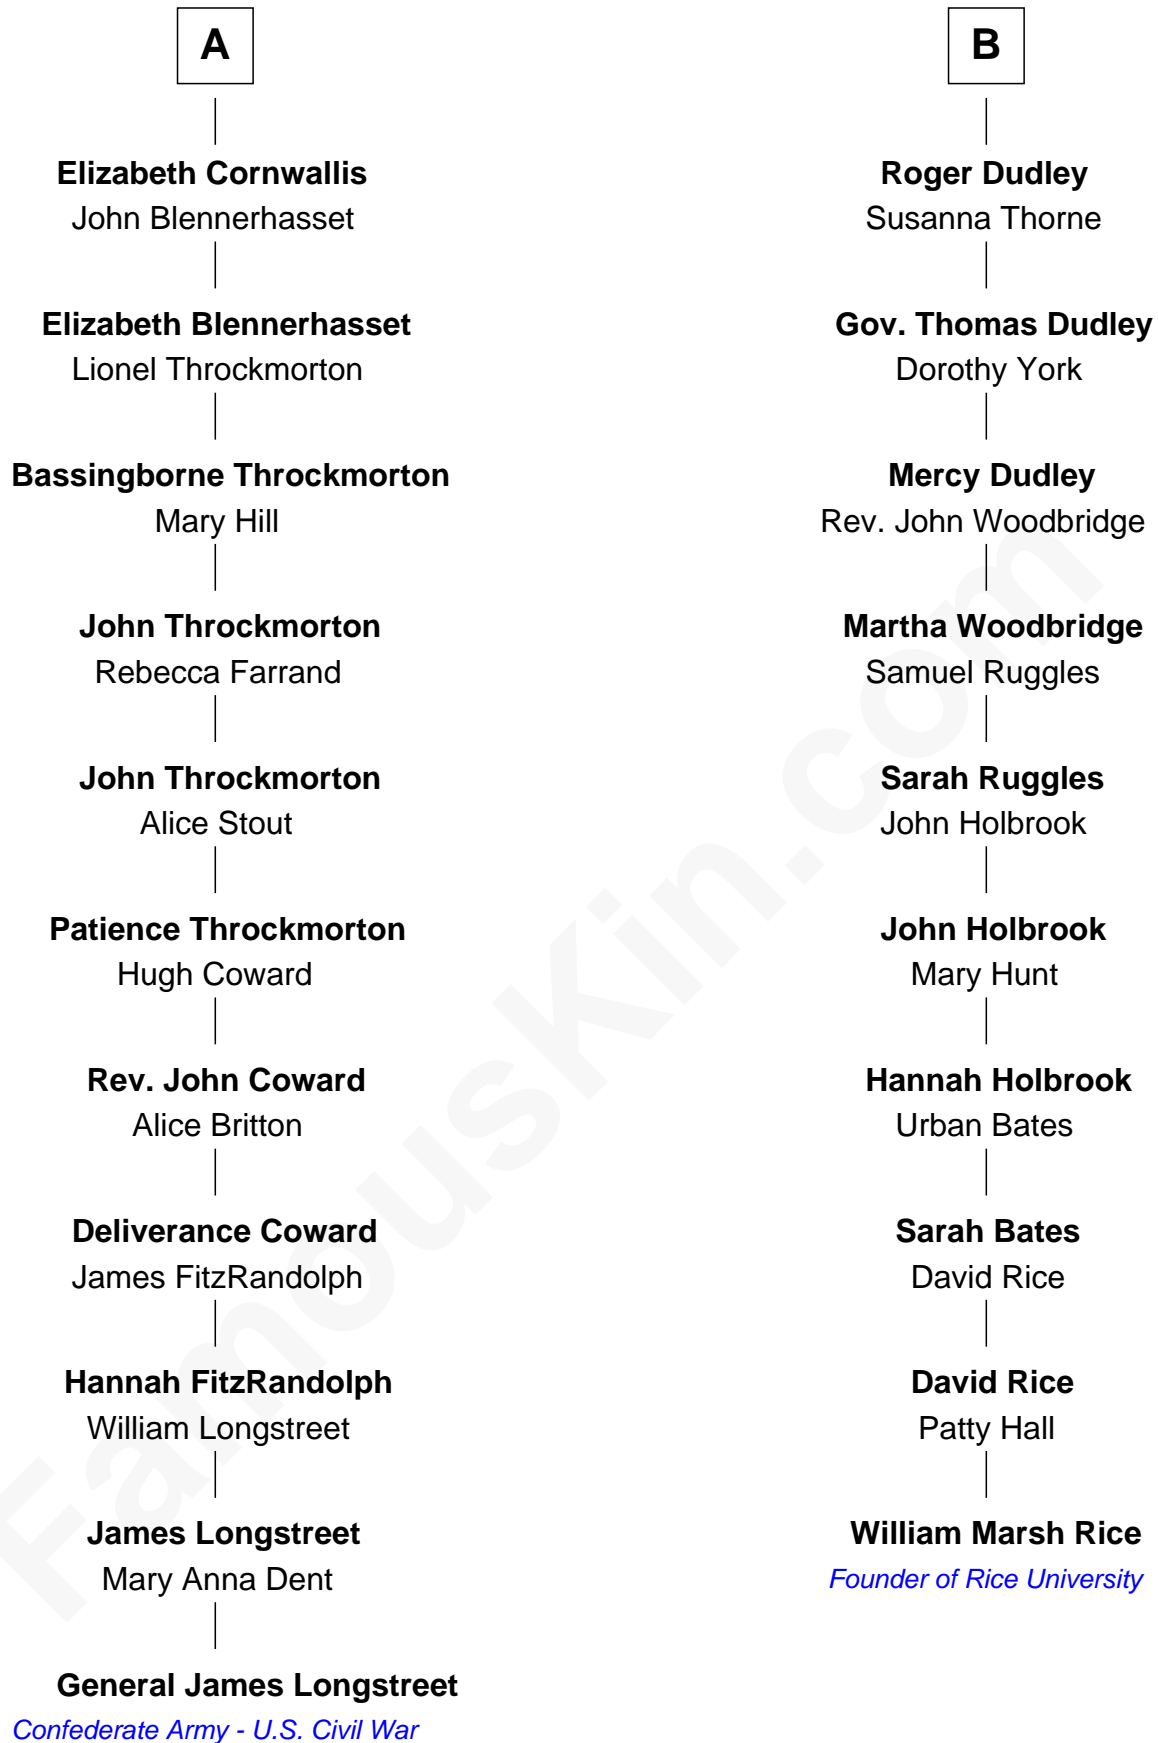 A
Elizabeth Cornwallis
John Blennerhasset
Elizabeth Blennerhasset
Lionel Throckmorton
Bassingborne Throckmorton
Mary Hill
John Throckmorton
Rebecca Farrand
John Throckmorton
Alice Stout
Patience Throckmorton
Hugh Coward
Rev. John Coward
Alice Britton
Deliverance Coward
James FitzRandolph
Hannah FitzRandolph
William Longstreet
James Longstreet
Mary Anna Dent
General James Longstreet
Confederate Army - U.S. Civil War
B
Roger Dudley
Susanna Thorne
Gov. Thomas Dudley
Dorothy York
Mercy Dudley
Rev. John Woodbridge
Martha Woodbridge
Samuel Ruggles
Sarah Ruggles
John Holbrook
John Holbrook
Mary Hunt
Hannah Holbrook
Urban Bates
Sarah Bates
David Rice
David Rice
Patty Hall
William Marsh Rice
Founder of Rice University
FamousKin.com